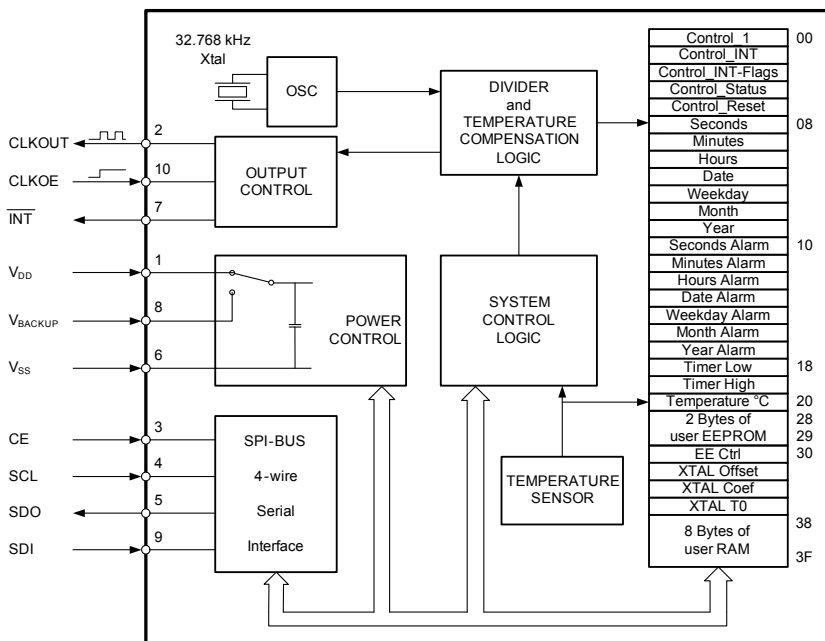 32.768 kHz
Xtal
OSC
DIVIDER
and
TEMPERATURE
COMPENSATION
LOGIC
CLKOUT
2
CLKOE
10
INT
7
OUTPUT
CONTROL
VDD
1
VBACKUP
8
VSS
6
POWER
CONTROL
SYSTEM
CONTROL
LOGIC
CE
3
SCL
4
SDO
5
SDI
9
SPI-BUS
4-wire
Serial
Interface
TEMPERATURE
SENSOR
Control_1 00
Control_INT
Control_INT-Flags
Control_Status
Control_Reset
Seconds 08
Minutes
Hours
Date
Weekday
Month
Year
Seconds Alarm 10
Minutes Alarm
Hours Alarm
Date Alarm
Weekday Alarm
Month Alarm
Year Alarm
Timer Low 18
Timer High
Temperature °C 20
2 Bytes of 28
user EEPROM 29
EE Ctrl 30
XTAL Offset
XTAL Coef
XTAL T0
38
8 Bytes of
user RAM
3F